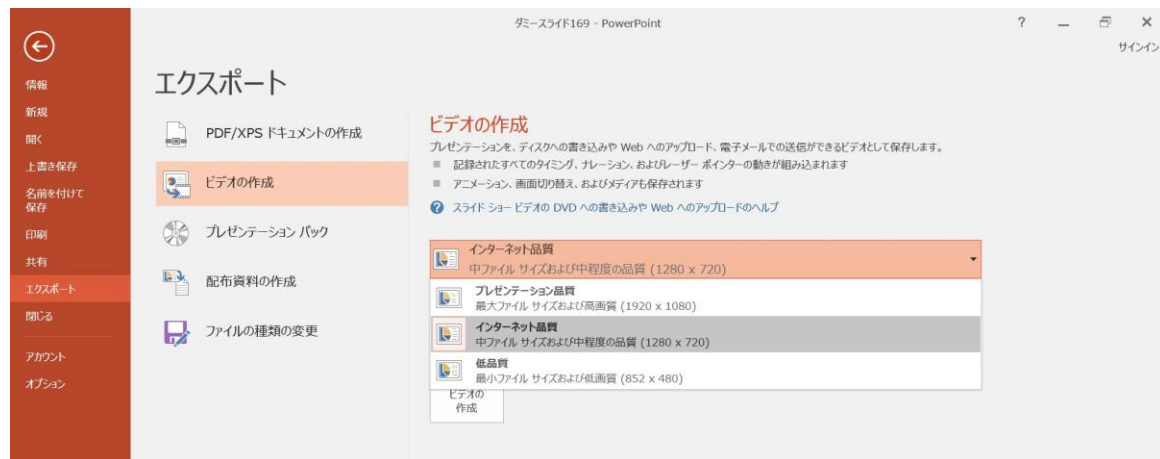 ダミースライド169 - PowerPoint
?
サインイン
情報
新規
開く
上書き保存
名前を付けて
保存
印刷
共有
エクスポート
閉じる
アカウント
オプション
エクスポート
PDF/XPS ドキュメントの作成
ビデオの作成
プレゼンテーション パック
配布資料の作成
ファイルの種類の変更
ビデオの作成
プレゼンテーションを、ディスクへの書き込みや Web へのアップロード、電子メールでの送信ができるビデオとして保存します。
記録されたすべてのタイミング、ナレーション、およびレーザー ポインターの動きが組み込まれます
アニメーション、画面切り替え、およびメディアも保存されます
スライド ショー ビデオの DVD への書き込みや Web へのアップロードのヘルプ
インターネット品質
中ファイル サイズおよび中程度の品質 (1280 x 720)
プレゼンテーション品質
最大ファイル サイズおよび高画質 (1920 x 1080)
インターネット品質
中ファイル サイズおよび中程度の品質 (1280 x 720)
低品質
最小ファイル サイズおよび低画質 (852 x 480)
ビデオの
作成